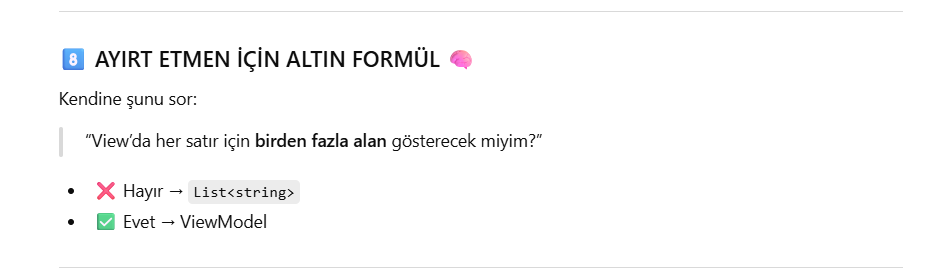 8️⃣ AYIRT ETMEN İÇİN ALTIN FORMÜL 🧠
Kendine şunu sor:
“View’da her satır için birden fazla alan gösterecek miyim?”
• ❌ Hayır → List<string>
• ✅ Evet → ViewModel